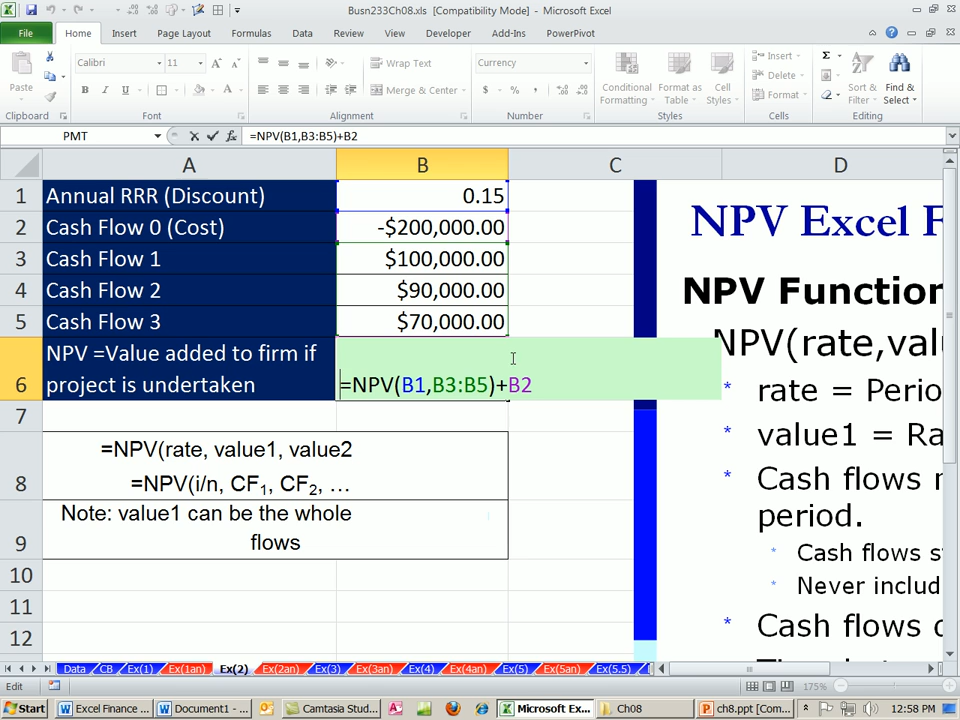 Busn233Ch08.xls [Compatibility Mode] - Microsoft Excel
File Home Insert Page Layout Formulas Data Review View Developer Add-Ins PowerPivot
Calibri 11 Wrap Text Currency Insert
Paste Conditional Formatting Format as Table Cell Styles Delete Sort & Filter Find & Select
B I U A Merge & Center $ % , Format
Clipboard Font Alignment Number Styles Cells Editing
PMT =NPV(B1,B3:B5)+B2
A B C D
1 Annual RRR (Discount) 0.15
2 Cash Flow 0 (Cost) -$200,000.00
3 Cash Flow 1 $100,000.00
4 Cash Flow 2 $90,000.00
5 Cash Flow 3 $70,000.00
NPV =Value added to firm if
6 project is undertaken =NPV(B1,B3:B5)+B2
7
=NPV(rate, value1, value2
8 =NPV(i/n, CF1, CF2, …
Note: value1 can be the whole
9 flows
10
11
12
NPV Excel F
NPV Function
NPV(rate,valu
* rate = Perio
* value1 = Ra
* Cash flows
period.
* Cash flows s
* Never includ
* Cash flows
Data CB Ex(1) Ex(1an) Ex(2) Ex(2an) Ex(3) Ex(3an) Ex(4) Ex(4an) Ex(5) Ex(5an) Ex(5.5)
Edit 175%
Start Excel Finance ... Document1 - ... Camtasia Stud... Microsoft Ex... Ch08 ch8.ppt [Com... 12:58 PM